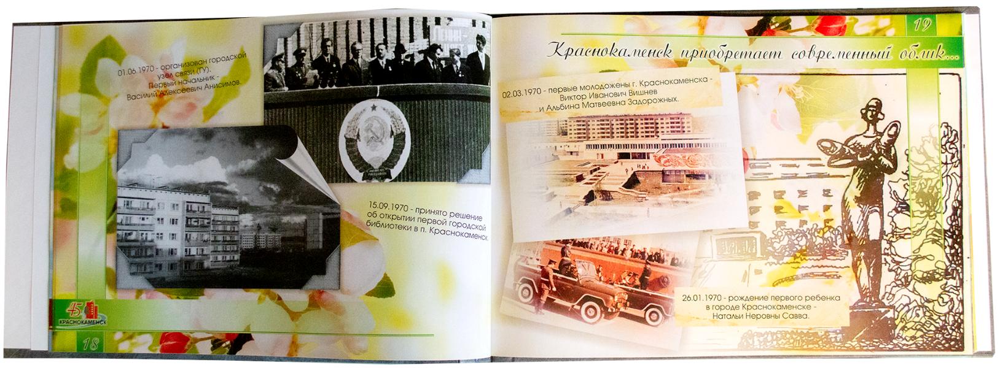 01.06.1970 - организован городской
узел связи (ГУ).
Первый начальник -
Василий Алексеевич Анисимов.
ЛЕНИН
15.09.1970 - принято решение
об открытии первой городской
библиотеки в п. Краснокаменск.
45
КРАСНОКАМЕНСК
18
19
Краснокаменск приобретает современный облик...
02.03.1970 - первые молодожены г. Краснокаменска -
Виктор Иванович Вишнев
и Альбина Матвеевна Задорожных.
26.01.1970 - рождение первого ребенка
в городе Краснокаменске -
Натальи Неровны Савва.